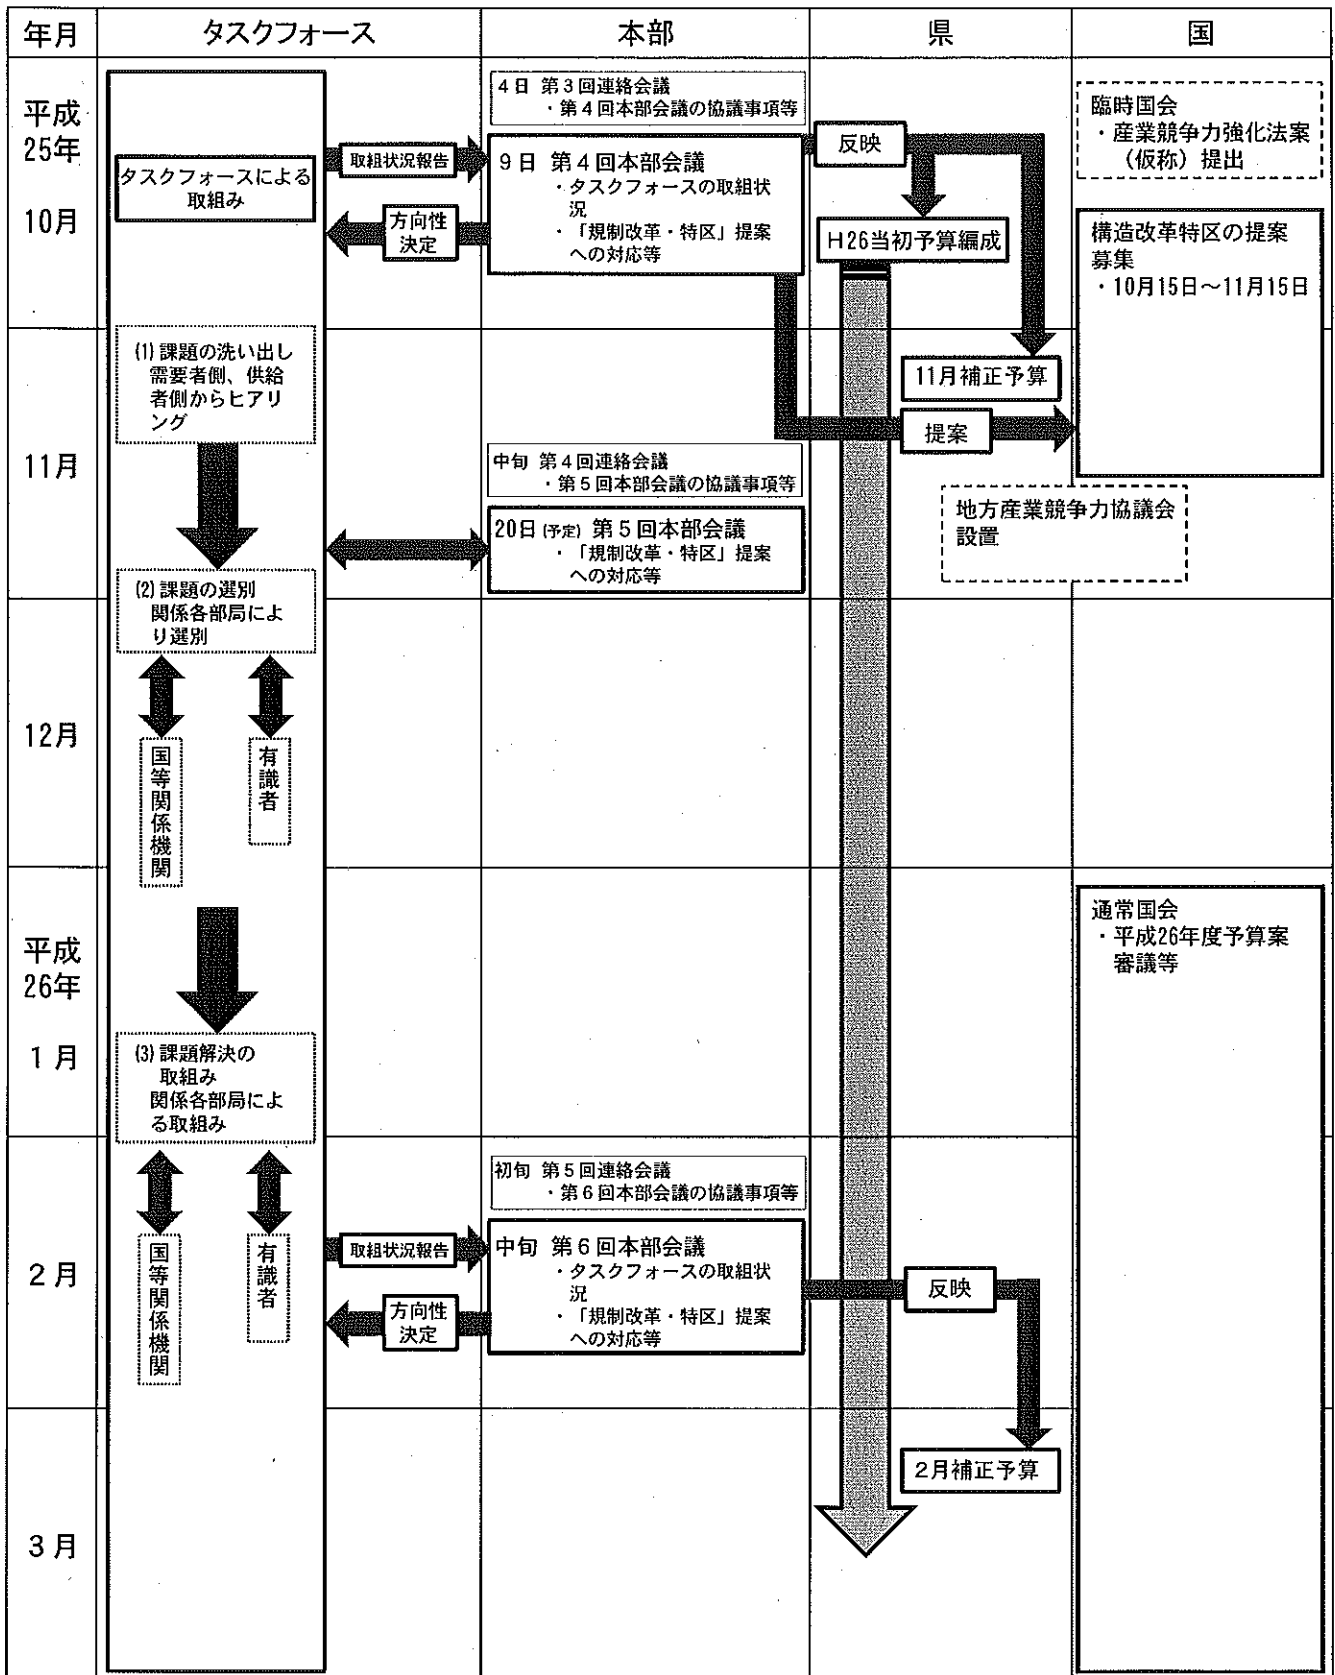 年月
タスクフォース
本部
県
国
平成
25年
10月
タスクフォースによる
取組み
取組状況報告
方向性
決定
4日 第3回連絡会議
・第4回本部会議の協議事項等
9日 第4回本部会議
・タスクフォースの取組状
況
・「規制改革・特区」提案
への対応等
反映
H26当初予算編成
臨時国会
・産業競争力強化法案
（仮称）提出
構造改革特区の提案
募集
・10月15日～11月15日
11月
(1) 課題の洗い出し
需要者側、供給
者側からヒアリ
ング
中旬 第4回連絡会議
・第5回本部会議の協議事項等
20日 (予定) 第5回本部会議
・「規制改革・特区」提案
への対応等
11月補正予算
提案
地方産業競争力協議会
設置
(2) 課題の選別
関係各部局によ
り選別
12月
国等関係機関
有識者
平成
26年
1月
(3) 課題解決の
取組み
関係各部局によ
る取組み
通常国会
・平成26年度予算案
審議等
2月
国等関係機関
有識者
取組状況報告
方向性
決定
初旬 第5回連絡会議
・第6回本部会議の協議事項等
中旬 第6回本部会議
・タスクフォースの取組状
況
・「規制改革・特区」提案
への対応等
反映
2月補正予算
3月